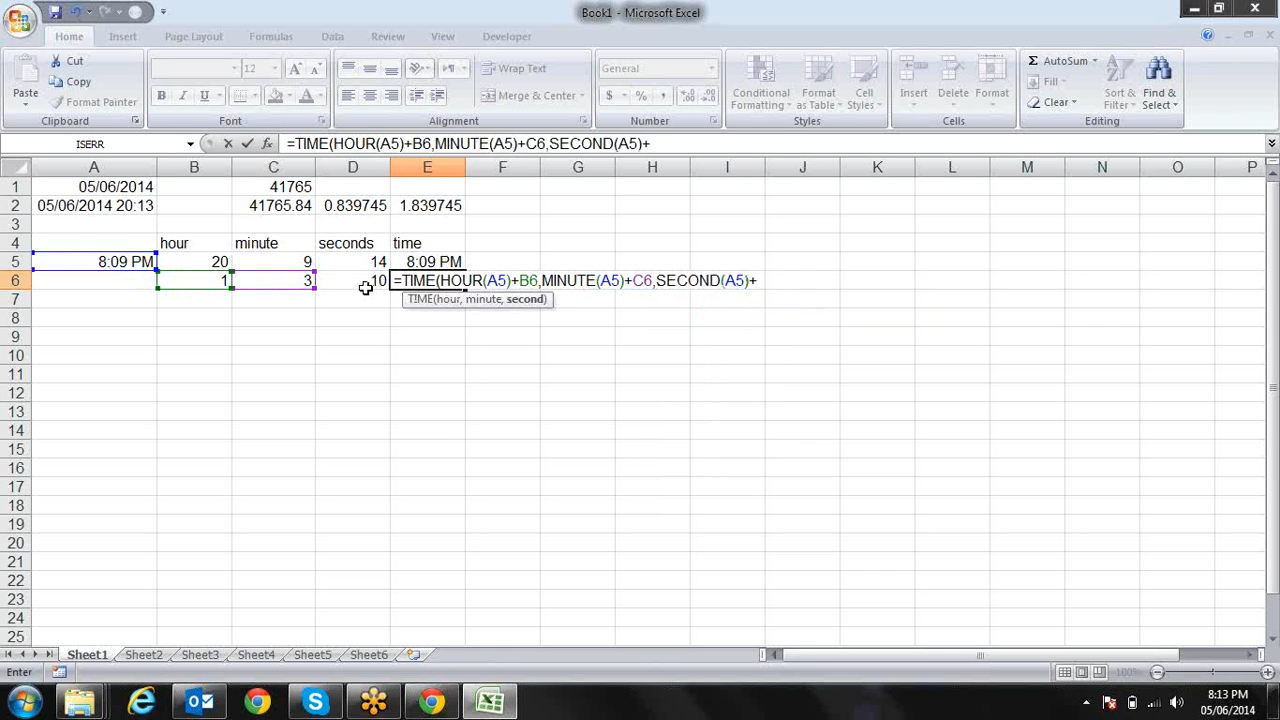 Book1 - Microsoft Excel
Home Insert Page Layout Formulas Data Review View Developer
Paste
Cut
Copy
Format Painter
Clipboard
12
B I U
Font
Wrap Text
Merge & Center
Alignment
General
$ % ,
Number
Conditional Formatting
Format as Table
Cell Styles
Styles
Insert
Delete
Format
Cells
AutoSum
Fill
Clear
Sort & Filter
Find & Select
Editing
ISERR fx =TIME(HOUR(A5)+B6,MINUTE(A5)+C6,SECOND(A5)+
A B C D E F G H I J K L M N O P
1 05/06/2014 41765
2 05/06/2014 20:13 41765.84 0.839745 1.839745
3
4 hour minute seconds time
5 8:09 PM 20 9 14 8:09 PM
6 1 3 10 =TIME(HOUR(A5)+B6,MINUTE(A5)+C6,SECOND(A5)+
TIME(hour, minute, second)
7
8
9
10
11
12
13
14
15
16
17
18
19
20
21
22
23
24
25
Sheet1 Sheet2 Sheet3 Sheet4 Sheet5 Sheet6
Enter 100%
8:13 PM
05/06/2014